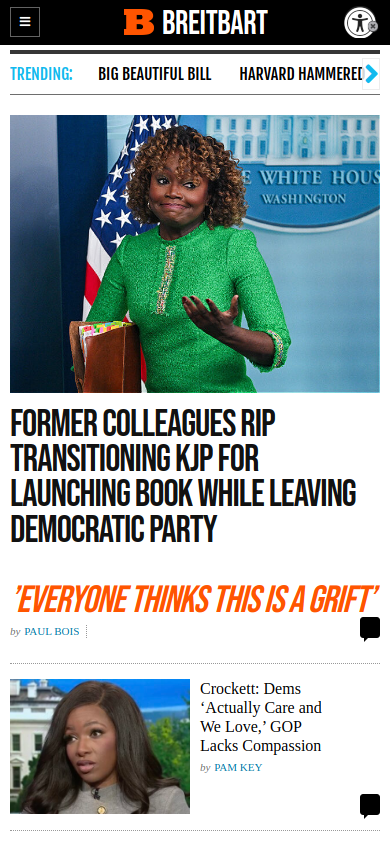 BREITBART
TRENDING: BIG BEAUTIFUL BILL HARVARD HAMMERED
THE WHITE HOUS
WASHINGTON
FORMER COLLEAGUES RIP
TRANSITIONING KJP FOR
LAUNCHING BOOK WHILE LEAVING
DEMOCRATIC PARTY
'EVERYONE THINKS THIS IS A GRIFT'
by PAUL BOIS
Crockett: Dems
‘Actually Care and
We Love,’ GOP
Lacks Compassion
by PAM KEY